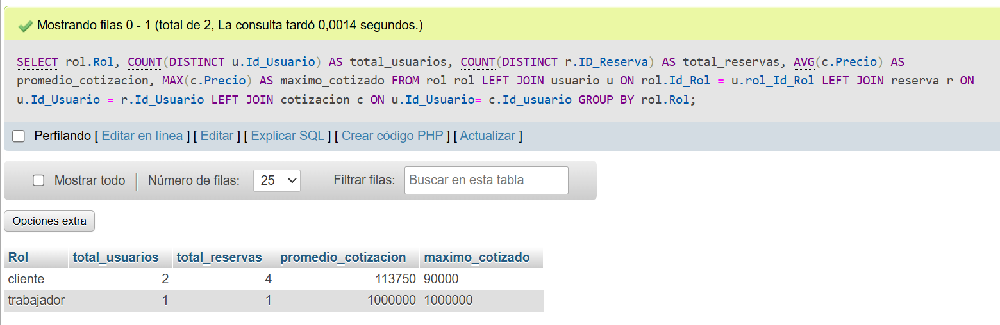 Mostrando filas 0 - 1 (total de 2, La consulta tardó 0,0014 segundos.)
SELECT rol.Rol, COUNT(DISTINCT u.Id_Usuario) AS total_usuarios, COUNT(DISTINCT r.ID_Reserva) AS total_reservas, AVG(c.Precio) AS
promedio_cotizacion, MAX(c.Precio) AS maximo_cotizado FROM rol rol LEFT JOIN usuario u ON rol.Id_Rol = u.rol_Id_Rol LEFT JOIN reserva r ON
u.Id_Usuario = r.Id_Usuario LEFT JOIN cotizacion c ON u.Id_Usuario= c.Id_usuario GROUP BY rol.Rol;
Perfilando [ Editar en línea ] [ Editar ] [ Explicar SQL ] [ Crear código PHP ] [ Actualizar ]
Mostrar todo Número de filas: 25 Filtrar filas: Buscar en esta tabla
Opciones extra
Rol total_usuarios total_reservas promedio_cotizacion maximo_cotizado
cliente 2 4 113750 90000
trabajador 1 1 1000000 1000000